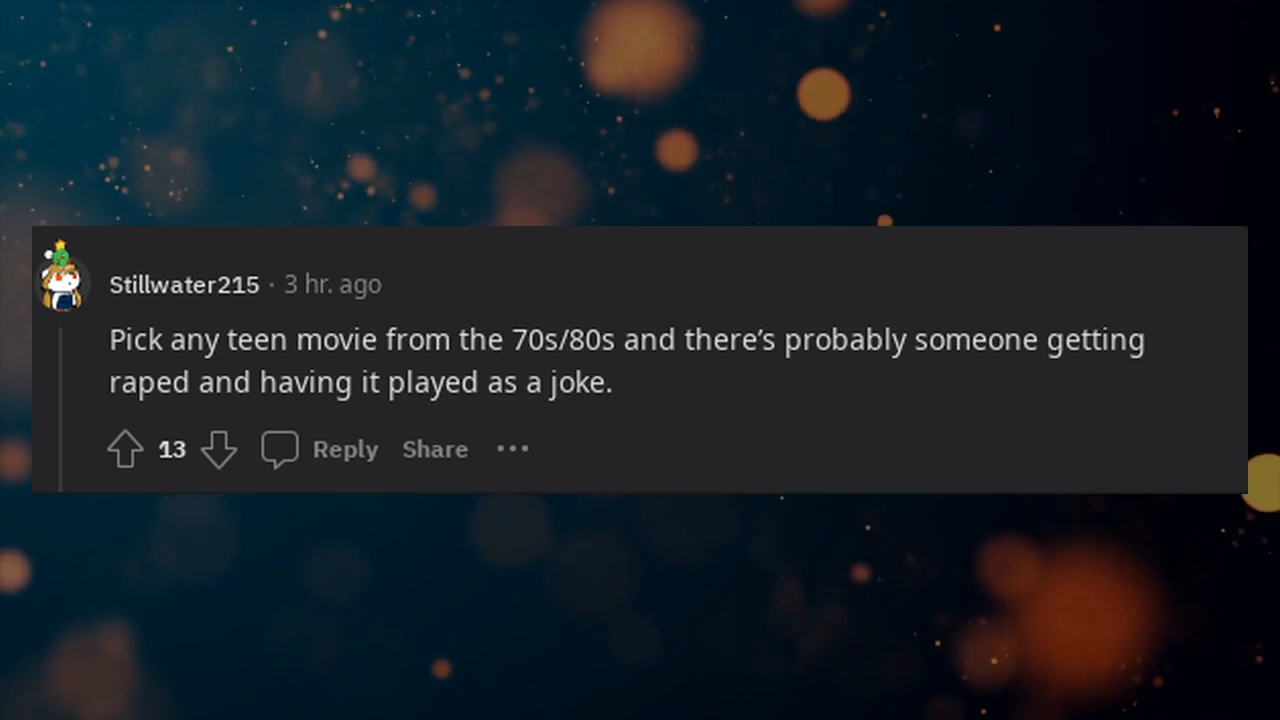 Stillwater215 · 3 hr. ago
Pick any teen movie from the 70s/80s and there’s probably someone getting
raped and having it played as a joke.
13 Reply Share •••